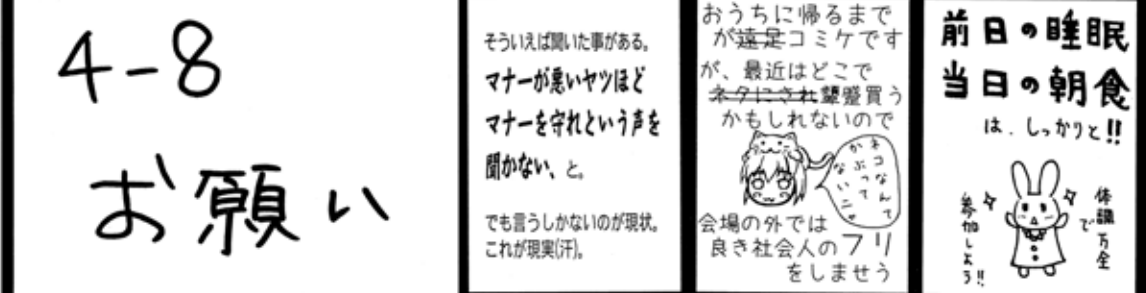 4-8
お願い
そういえば聞いた事がある。
マナーが悪いヤツほど
マナーを守れという声を
聞かない、と。
でも言うしかないのが現状。
これが現実(汗)。
おうちに帰るまで
が遠足コミケです
が、最近はどこで
ネタにされ顰蹙買う
かもしれないので
ネコなんて
かぶって
ないニャ
会場の外では
良き社会人のフリ
をしませう
前日の睡眠
当日の朝食
は、しっかりと!!
体調万全
で
参加しよう!!